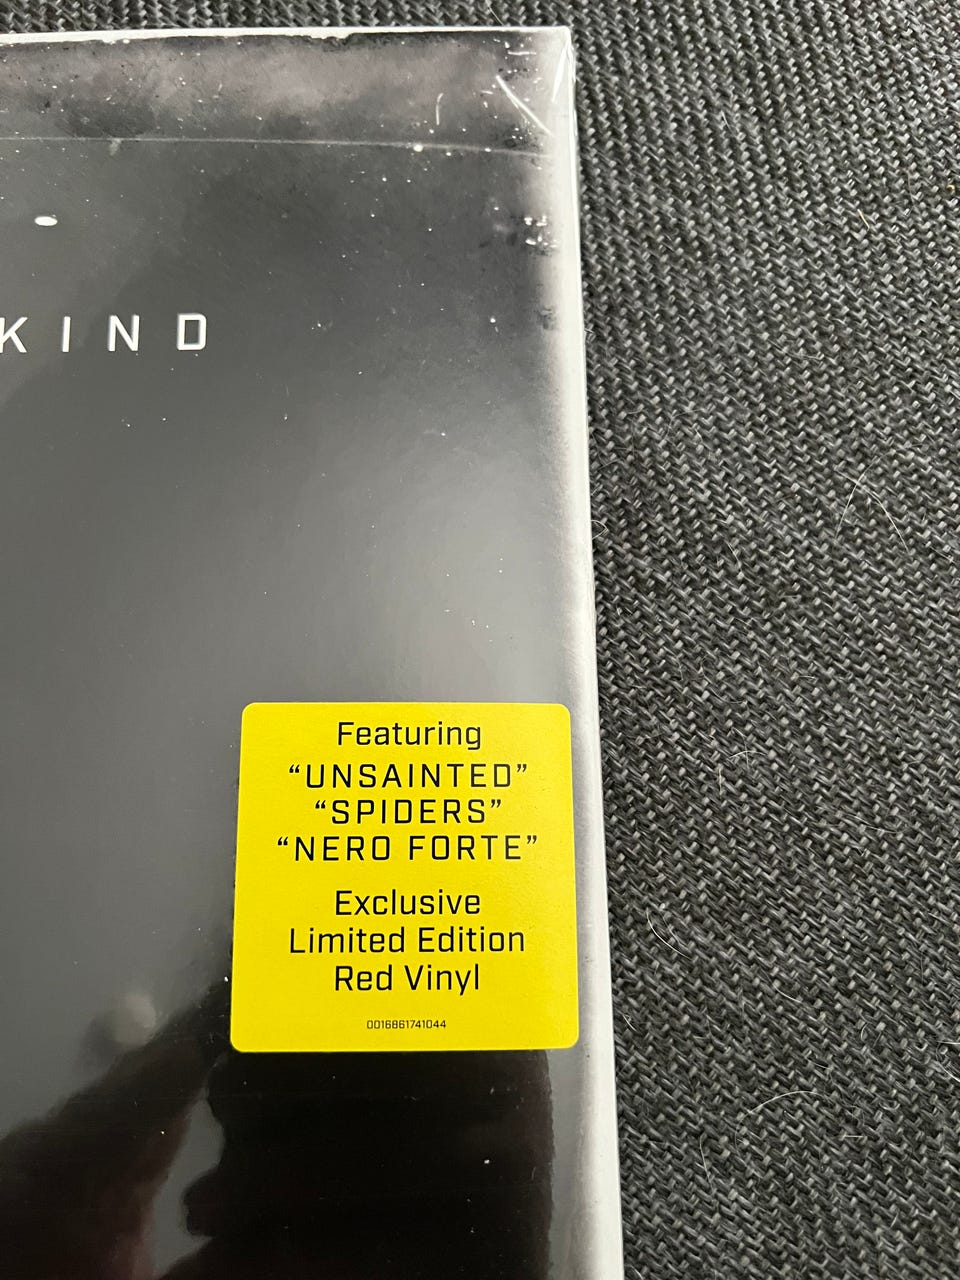 KIND
Featuring
“UNSAINTED”
“SPIDERS”
“NERO FORTE”
Exclusive
Limited Edition
Red Vinyl
0016861741044